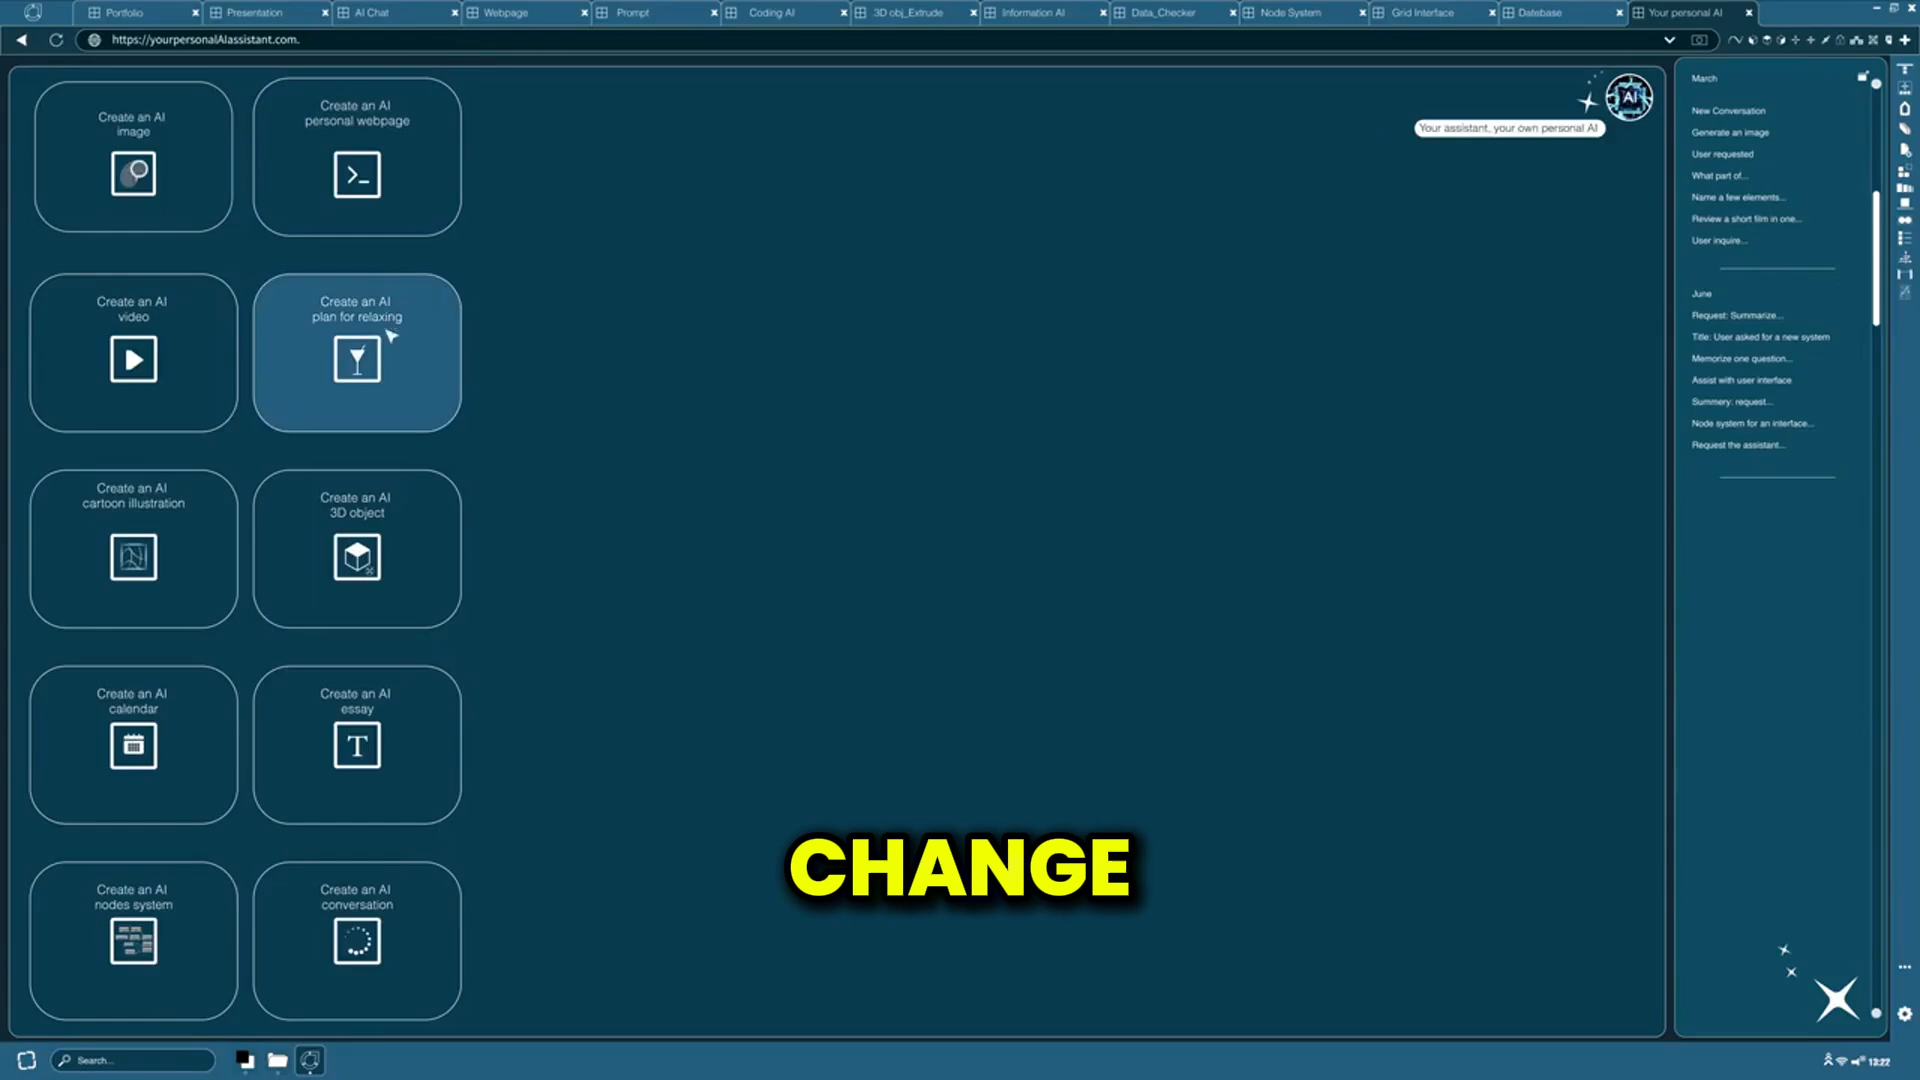 Portfolio
Presentation
AI Chat
Webpage
Prompt
Coding AI
3D obj_Extrude
Information AI
Data_Checker
Node System
Grid Interface
Datebase
Your personal AI
https://yourpersonalAIassistant.com.
Create an AI
image
Create an AI
personal webpage
Create an AI
video
Create an AI
plan for relaxing
Create an AI
cartoon illustration
Create an AI
3D object
Create an AI
calendar
Create an AI
essay
T
Create an AI
nodes system
Create an AI
conversation
AI
Your assistant, your own personal AI
CHANGE
March
New Conversation
Generate an image
User requested
What part of...
Name a few elements...
Review a short film in one...
User inquire...
June
Request: Summarize...
Title: User asked for a new system
Memorize one question...
Assist with user interface
Summery: request...
Node system for an interface...
Request the assistant...
Search...
13:22